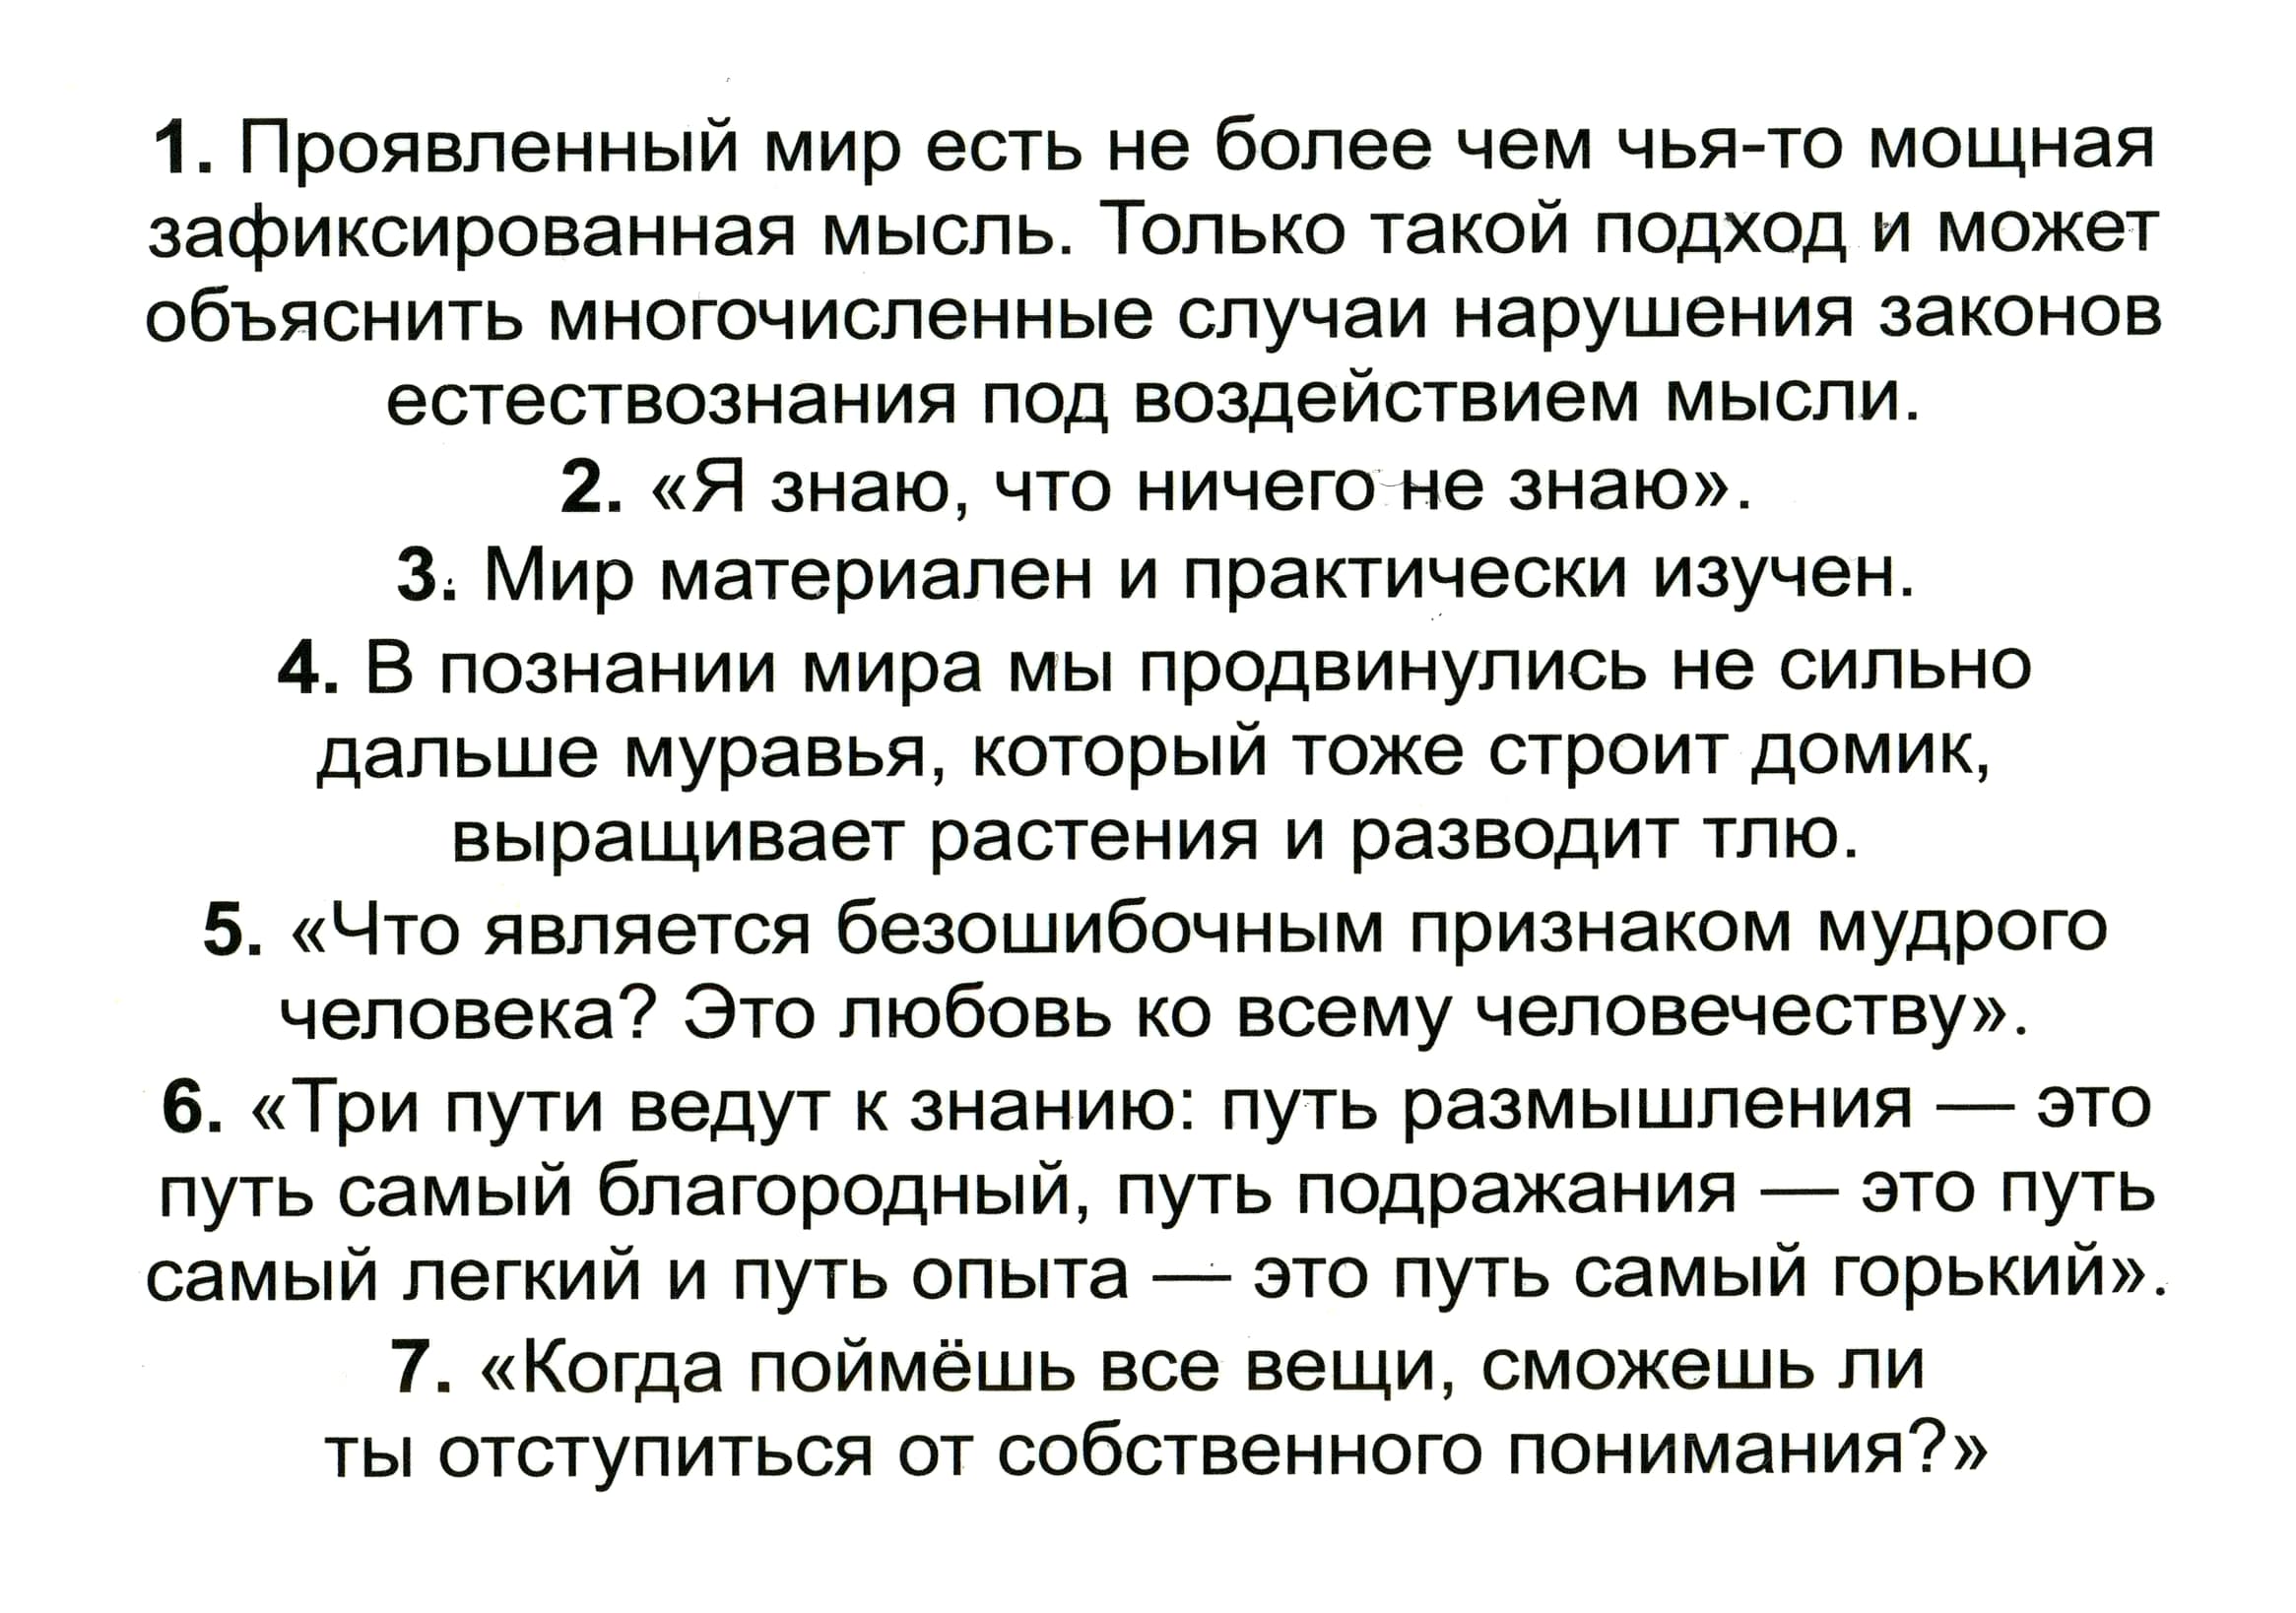 1. Проявленный мир есть не более чем чья-то мощная
зафиксированная мысль. Только такой подход и может
объяснить многочисленные случаи нарушения законов
естествознания под воздействием мысли.
2. «Я знаю, что ничего не знаю».
3. Мир материален и практически изучен.
4. В познании мира мы продвинулись не сильно
дальше муравья, который тоже строит домик,
выращивает растения и разводит тлю.
5. «Что является безошибочным признаком мудрого
человека? Это любовь ко всему человечеству».
6. «Три пути ведут к знанию: путь размышления — это
путь самый благородный, путь подражания — это путь
самый легкий и путь опыта — это путь самый горький».
7. «Когда поймёшь все вещи, сможешь ли
ты отступиться от собственного понимания?»